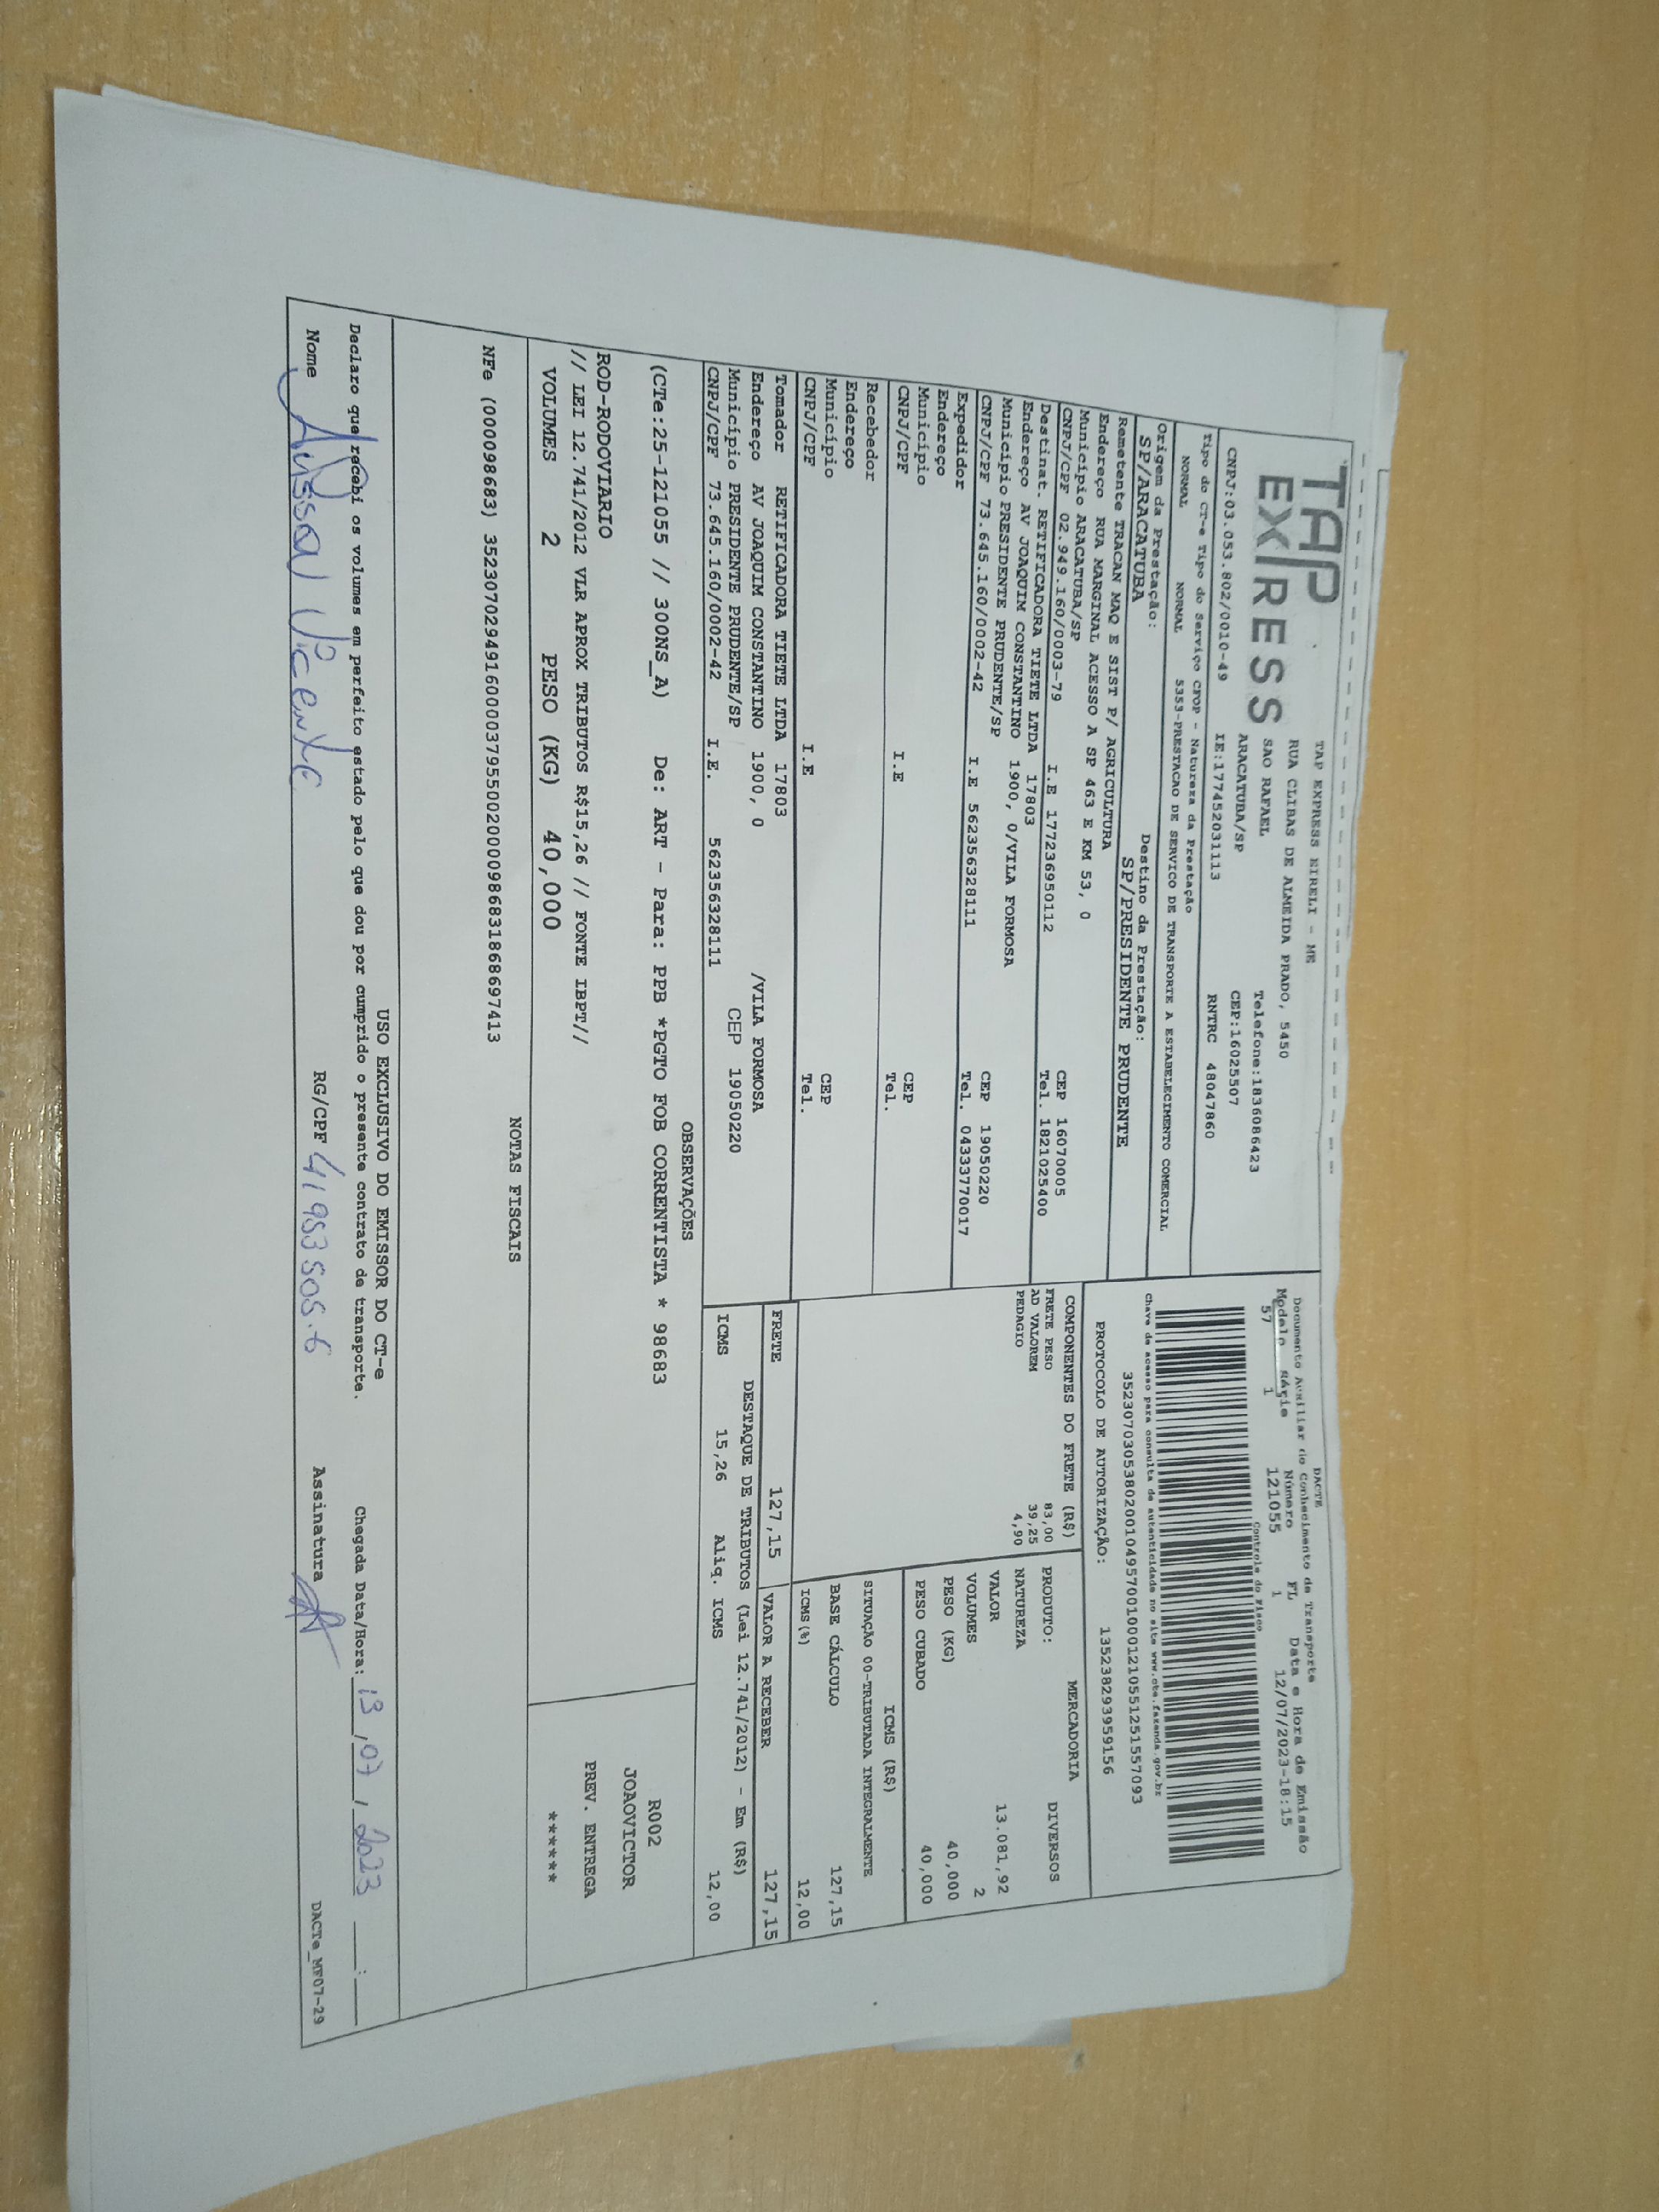 TAP EXPRESS
TAP EXPRESS EIRELI - ME
RUA CLIBAS DE ALMEIDA PRADO, 5450
SAO RAFAEL Telefone:1836086423
ARACATUBA/SP CEP:16025507
CNPJ:03.053.802/0010-49 IE:177452031113 RNTRC 48047860
Tipo do CT-e Tipo do Serviço CFOP - Natureza da Prestação
NORMAL NORMAL 5353-PRESTACAO DE SERVICO DE TRANSPORTE A ESTABELECIMENTO COMERCIAL
Origem da Prestação: Destino da Prestação:
SP/ARACATUBA SP/PRESIDENTE PRUDENTE
DACTE
Documento Auxiliar do Conhecimento de Transporte
Modelo série Número FL Data e Hora de Emissão
57 1 121055 1 12/07/2023-18:15
Controle do Fisco
Chave de acesso para consulta de autenticidade no site www.cte.fazenda.gov.br
35230703053802001049570010001210551251557093
PROTOCOLO DE AUTORIZAÇÃO: 135238293959156
Remetente TRACAN MAQ E SIST P/ AGRICULTURA
Endereço RUA MARGINAL ACESSO A SP 463 E KM 53, 0
Município ARACATUBA/SP CEP 16070005
CNPJ/CPF 02.949.160/0003-79 I.E 177236950112 Tel. 1821025400
Destinat. RETIFICADORA TIETE LTDA 17803
Endereço AV JOAQUIM CONSTANTINO 1900, 0/VILA FORMOSA
Município PRESIDENTE PRUDENTE/SP CEP 19050220
CNPJ/CPF 73.645.160/0002-42 I.E 562356328111 Tel. 04333770017
Expedidor
Endereço
Município CEP
CNPJ/CPF I.E Tel.
Recebedor
Endereço
Município CEP
CNPJ/CPF I.E Tel.
Tomador RETIFICADORA TIETE LTDA 17803
Endereço AV JOAQUIM CONSTANTINO 1900, 0 /VILA FORMOSA
Município PRESIDENTE PRUDENTE/SP CEP 19050220
CNPJ/CPF 73.645.160/0002-42 I.E. 562356328111
COMPONENTES DO FRETE (R$)
FRETE PESO 83,00
AD VALOREM 39,25
PEDAGIO 4,90
MERCADORIA
PRODUTO: DIVERSOS
NATUREZA
VALOR 13.081,92
VOLUMES 2
PESO (KG) 40,000
PESO CUBADO 40,000
ICMS (R$)
SITUAÇÃO 00-TRIBUTADA INTEGRALMENTE
BASE CÁLCULO 127,15
ICMS(%) 12,00
FRETE 127,15 VALOR A RECEBER 127,15
DESTAQUE DE TRIBUTOS (Lei 12.741/2012) - Em (R$)
ICMS 15,26 Aliq. ICMS 12,00
OBSERVAÇÕES
(CTe:25-121055 // 300NS_A) De: ART - Para: PPB *PGTO FOB CORRENTISTA * 98683
ROD-RODOVIARIO
// LEI 12.741/2012 VLR APROX TRIBUTOS R$15,26 // FONTE IBPT//
VOLUMES 2 PESO (KG) 40,000
R002
JOAOVICTOR
PREV. ENTREGA
******
NOTAS FISCAIS
NFe (000098683) 35230702949160000379550020000986831868697413
USO EXCLUSIVO DO EMISSOR DO CT-e
Declaro que recebi os volumes em perfeito estado pelo que dou por cumprido o presente contrato de transporte. Chegada Data/Hora: 13/07/2023 __:__
Nome Vicente RG/CPF 41953505.6 Assinatura
DACTe_MF07-29